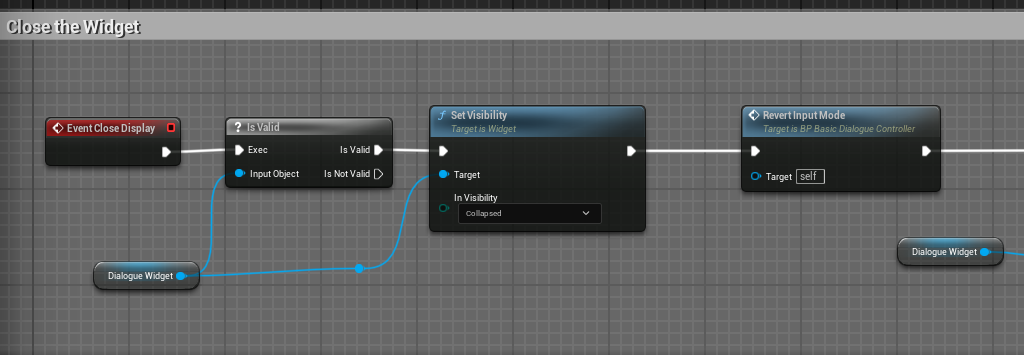 Close the Widget
Event Close Display
? Is Valid
Exec
Is Valid
Input Object
Is Not Valid
Dialogue Widget
f Set Visibility
Target is Widget
Target
In Visibility
Collapsed
Revert Input Mode
Target is BP Basic Dialogue Controller
Target self
Dialogue Widget